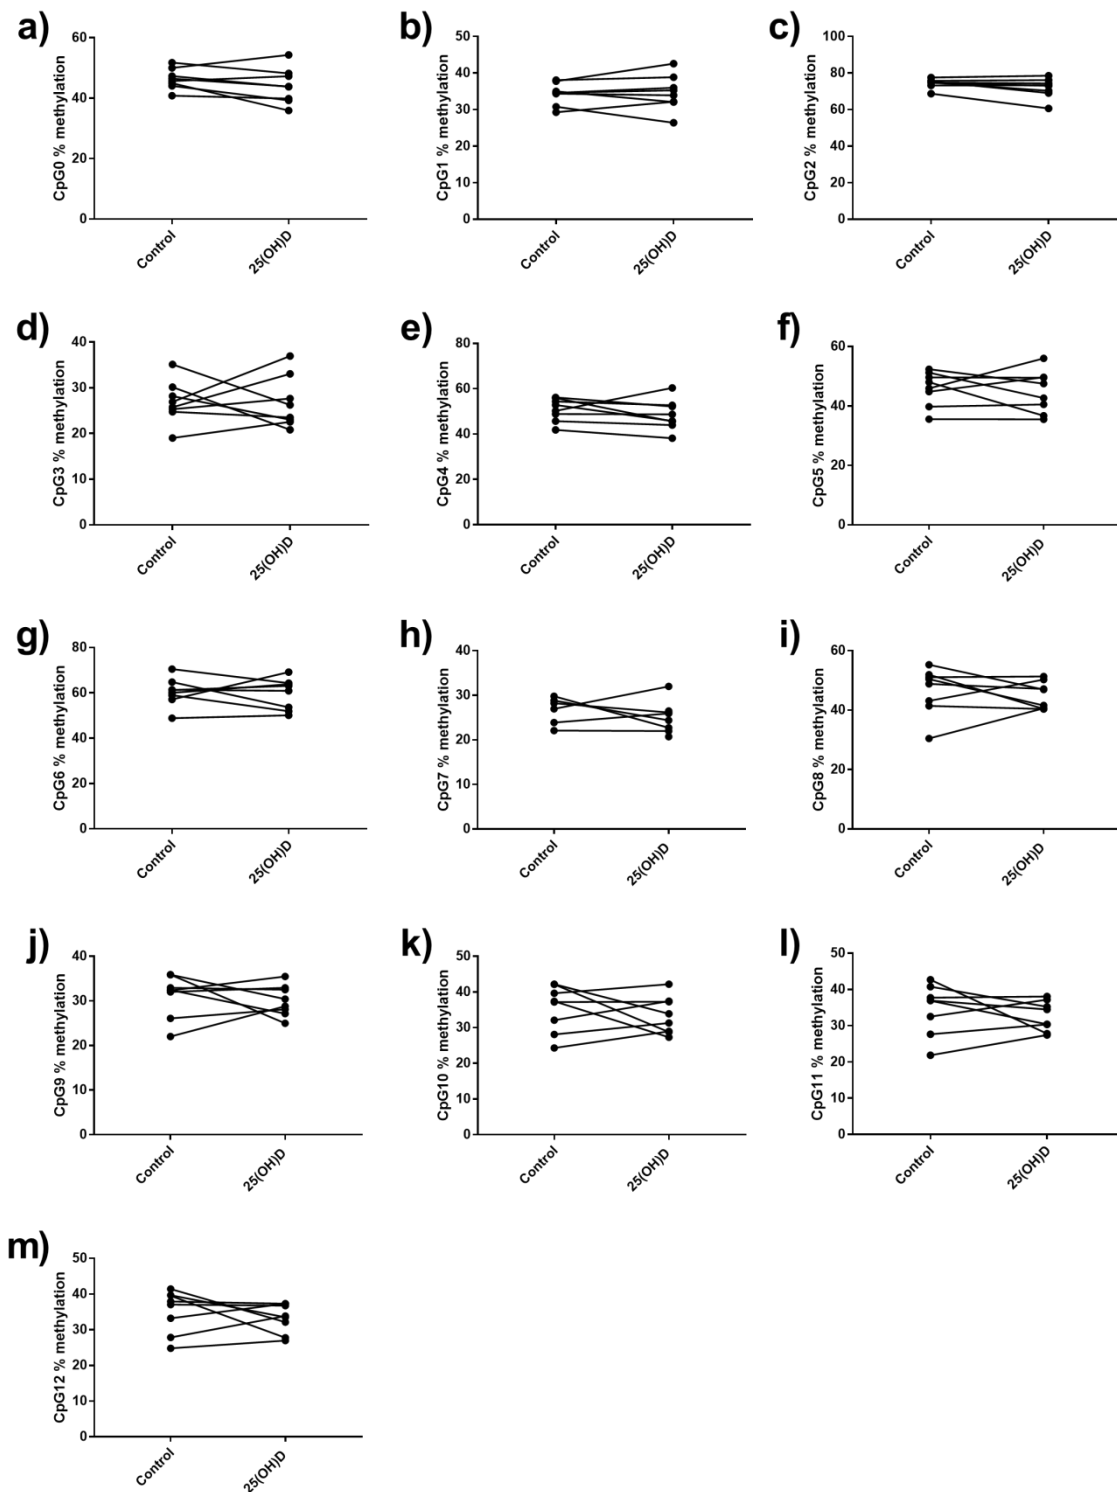 a)
CpG0 % methylation
60
40
20
0
Control
25(OH)D
b)
CpG1 % methylation
50
40
30
20
10
0
Control
25(OH)D
c)
CpG2 % methylation
100
80
60
40
20
0
Control
25(OH)D
d)
CpG3 % methylation
40
30
20
10
0
Control
25(OH)D
e)
CpG4 % methylation
80
60
40
20
0
Control
25(OH)D
f)
CpG5 % methylation
60
40
20
0
Control
25(OH)D
g)
CpG6 % methylation
80
60
40
20
0
Control
25(OH)D
h)
CpG7 % methylation
40
30
20
10
0
Control
25(OH)D
i)
CpG8 % methylation
60
40
20
0
Control
25(OH)D
j)
CpG9 % methylation
40
30
20
10
0
Control
25(OH)D
k)
CpG10 % methylation
50
40
30
20
10
0
Control
25(OH)D
l)
CpG11 % methylation
50
40
30
20
10
0
Control
25(OH)D
m)
CpG12 % methylation
50
40
30
20
10
0
Control
25(OH)D